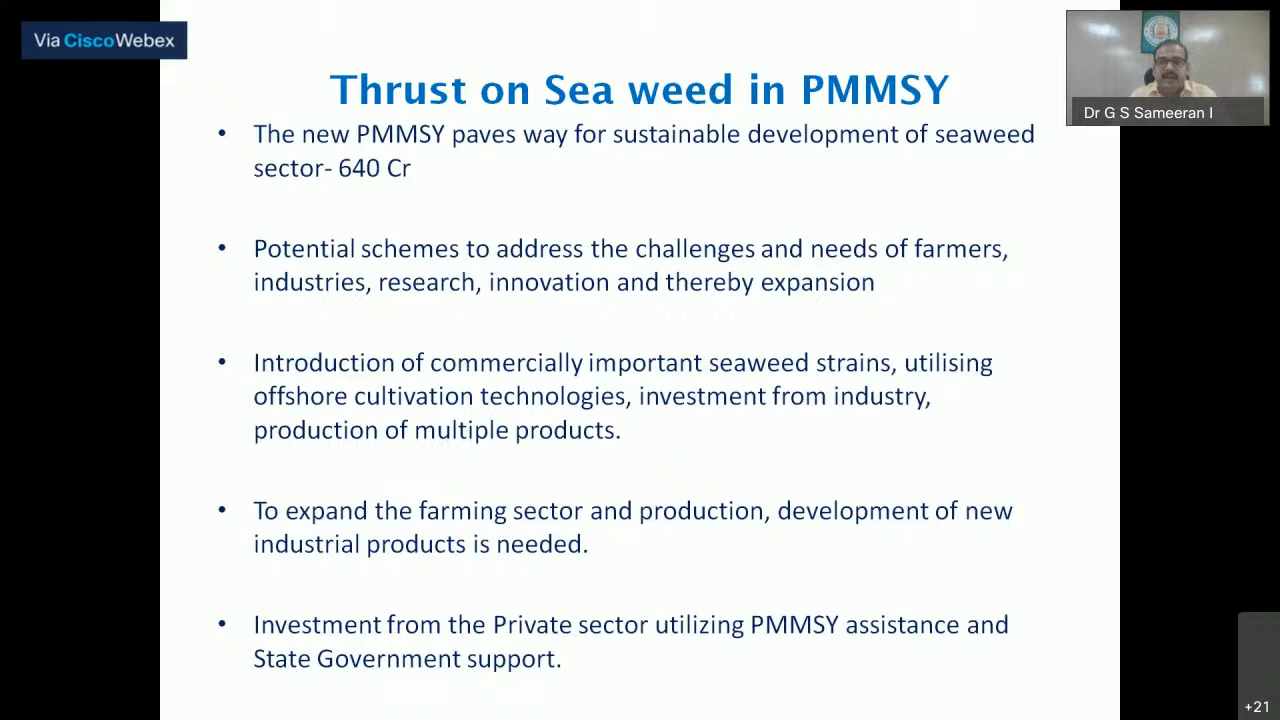 Via CiscoWebex
Dr G S Sameeran I
Thrust on Sea weed in PMMSY
• The new PMMSY paves way for sustainable development of seaweed
sector- 640 Cr
• Potential schemes to address the challenges and needs of farmers,
industries, research, innovation and thereby expansion
• Introduction of commercially important seaweed strains, utilising
offshore cultivation technologies, investment from industry,
production of multiple products.
• To expand the farming sector and production, development of new
industrial products is needed.
• Investment from the Private sector utilizing PMMSY assistance and
State Government support.
+21